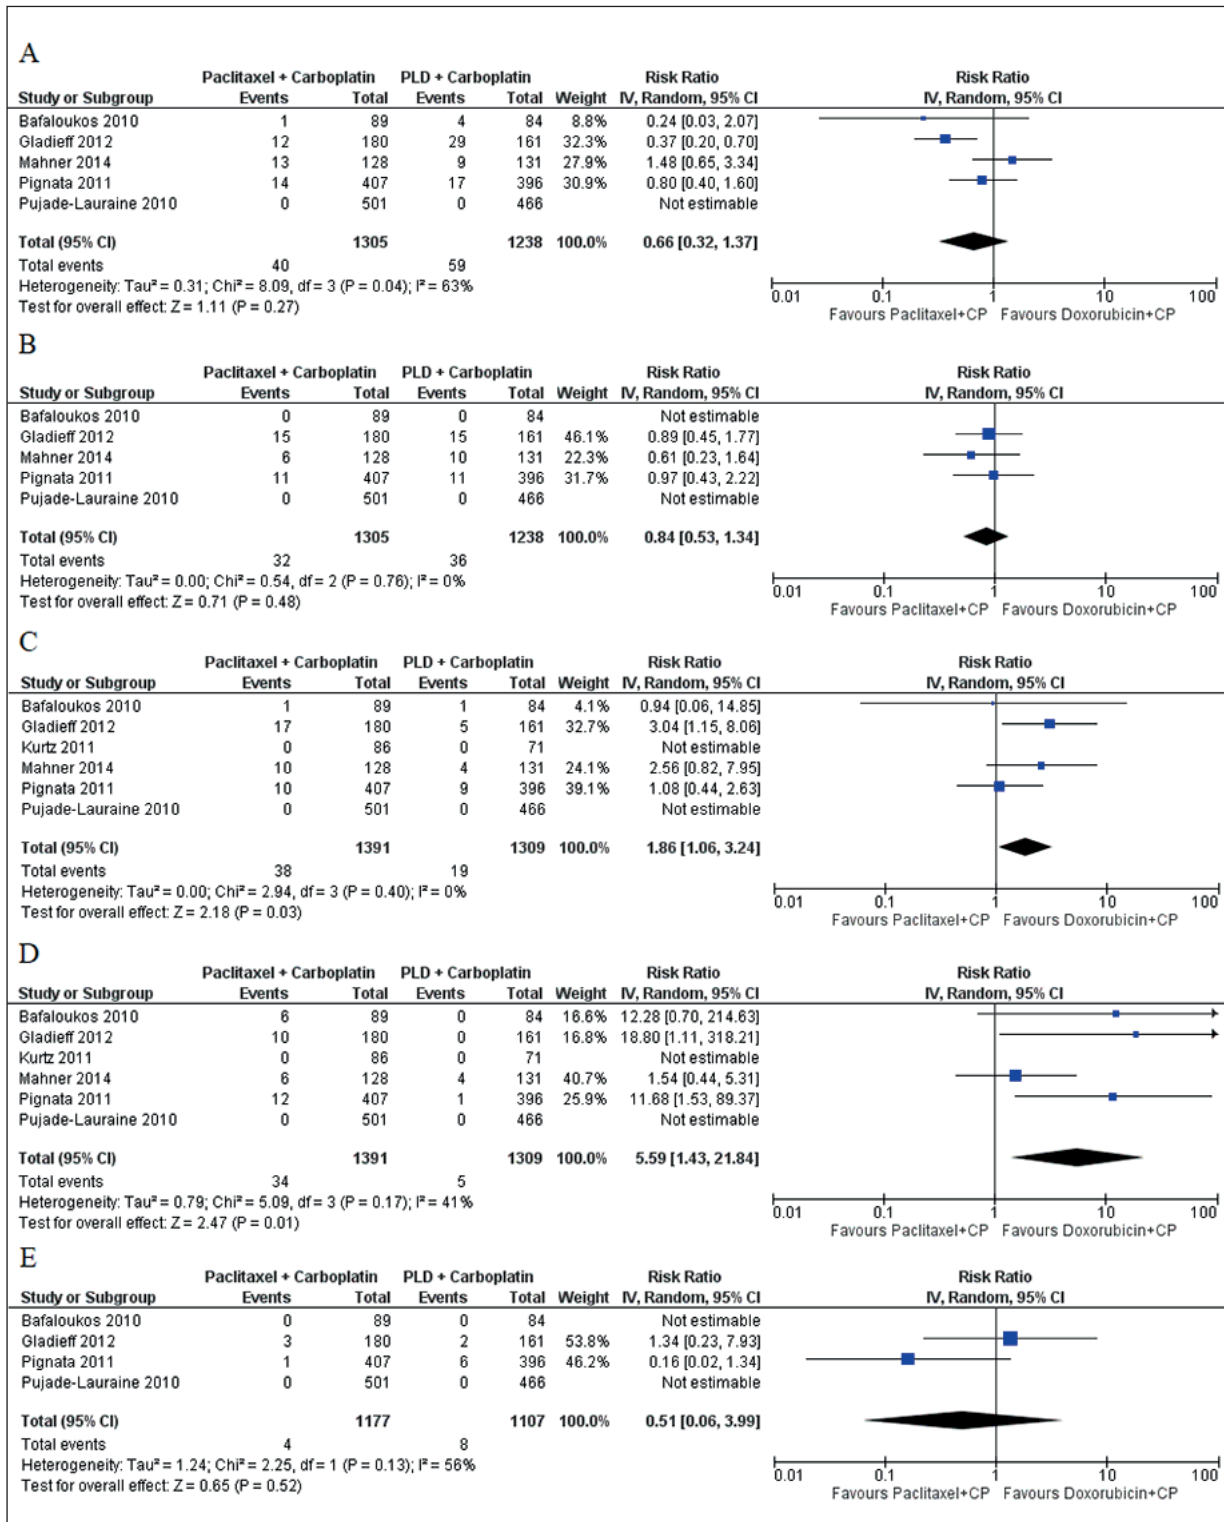 A
Paclitaxel + Carboplatin PLD + Carboplatin Risk Ratio Risk Ratio
Study or Subgroup Events Total Events Total Weight IV, Random, 95% CI IV, Random, 95% CI
Bafaloukos 2010 1 89 4 84 8.8% 0.24 [0.03, 2.07]
Gladieff 2012 12 180 29 161 32.3% 0.37 [0.20, 0.70]
Mahner 2014 13 128 9 131 27.9% 1.48 [0.65, 3.34]
Pignata 2011 14 407 17 396 30.9% 0.80 [0.40, 1.60]
Pujade-Lauraine 2010 0 501 0 466 Not estimable
Total (95% CI) 1305 1238 100.0% 0.66 [0.32, 1.37]
Total events 40 59
Heterogeneity: Tau² = 0.31; Chi² = 8.09, df = 3 (P = 0.04); I² = 63%
Test for overall effect: Z = 1.11 (P = 0.27)
0.01 0.1 1 10 100
Favours Paclitaxel+CP Favours Doxorubicin+CP
B
Paclitaxel + Carboplatin PLD + Carboplatin Risk Ratio Risk Ratio
Study or Subgroup Events Total Events Total Weight IV, Random, 95% CI IV, Random, 95% CI
Bafaloukos 2010 0 89 0 84 Not estimable
Gladieff 2012 15 180 15 161 46.1% 0.89 [0.45, 1.77]
Mahner 2014 6 128 10 131 22.3% 0.61 [0.23, 1.64]
Pignata 2011 11 407 11 396 31.7% 0.97 [0.43, 2.22]
Pujade-Lauraine 2010 0 501 0 466 Not estimable
Total (95% CI) 1305 1238 100.0% 0.84 [0.53, 1.34]
Total events 32 36
Heterogeneity: Tau² = 0.00; Chi² = 0.54, df = 2 (P = 0.76); I² = 0%
Test for overall effect: Z = 0.71 (P = 0.48)
0.01 0.1 1 10 100
Favours Paclitaxel+CP Favours Doxorubicin+CP
C
Paclitaxel + Carboplatin PLD + Carboplatin Risk Ratio Risk Ratio
Study or Subgroup Events Total Events Total Weight IV, Random, 95% CI IV, Random, 95% CI
Bafaloukos 2010 1 89 1 84 4.1% 0.94 [0.06, 14.85]
Gladieff 2012 17 180 5 161 32.7% 3.04 [1.15, 8.06]
Kurtz 2011 0 86 0 71 Not estimable
Mahner 2014 10 128 4 131 24.1% 2.56 [0.82, 7.95]
Pignata 2011 10 407 9 396 39.1% 1.08 [0.44, 2.63]
Pujade-Lauraine 2010 0 501 0 466 Not estimable
Total (95% CI) 1391 1309 100.0% 1.86 [1.06, 3.24]
Total events 38 19
Heterogeneity: Tau² = 0.00; Chi² = 2.94, df = 3 (P = 0.40); I² = 0%
Test for overall effect: Z = 2.18 (P = 0.03)
0.01 0.1 1 10 100
Favours Paclitaxel+CP Favours Doxorubicin+CP
D
Paclitaxel + Carboplatin PLD + Carboplatin Risk Ratio Risk Ratio
Study or Subgroup Events Total Events Total Weight IV, Random, 95% CI IV, Random, 95% CI
Bafaloukos 2010 6 89 0 84 16.6% 12.28 [0.70, 214.63]
Gladieff 2012 10 180 0 161 16.8% 18.80 [1.11, 318.21]
Kurtz 2011 0 86 0 71 Not estimable
Mahner 2014 6 128 4 131 40.7% 1.54 [0.44, 5.31]
Pignata 2011 12 407 1 396 25.9% 11.68 [1.53, 89.37]
Pujade-Lauraine 2010 0 501 0 466 Not estimable
Total (95% CI) 1391 1309 100.0% 5.59 [1.43, 21.84]
Total events 34 5
Heterogeneity: Tau² = 0.79; Chi² = 5.09, df = 3 (P = 0.17); I² = 41%
Test for overall effect: Z = 2.47 (P = 0.01)
0.01 0.1 1 10 100
Favours Paclitaxel+CP Favours Doxorubicin+CP
E
Paclitaxel + Carboplatin PLD + Carboplatin Risk Ratio Risk Ratio
Study or Subgroup Events Total Events Total Weight IV, Random, 95% CI IV, Random, 95% CI
Bafaloukos 2010 0 89 0 84 Not estimable
Gladieff 2012 3 180 2 161 53.8% 1.34 [0.23, 7.93]
Pignata 2011 1 407 6 396 46.2% 0.16 [0.02, 1.34]
Pujade-Lauraine 2010 0 501 0 466 Not estimable
Total (95% CI) 1177 1107 100.0% 0.51 [0.06, 3.99]
Total events 4 8
Heterogeneity: Tau² = 1.24; Chi² = 2.25, df = 1 (P = 0.13); I² = 56%
Test for overall effect: Z = 0.65 (P = 0.52)
0.01 0.1 1 10 100
Favours Paclitaxel+CP Favours Doxorubicin+CP